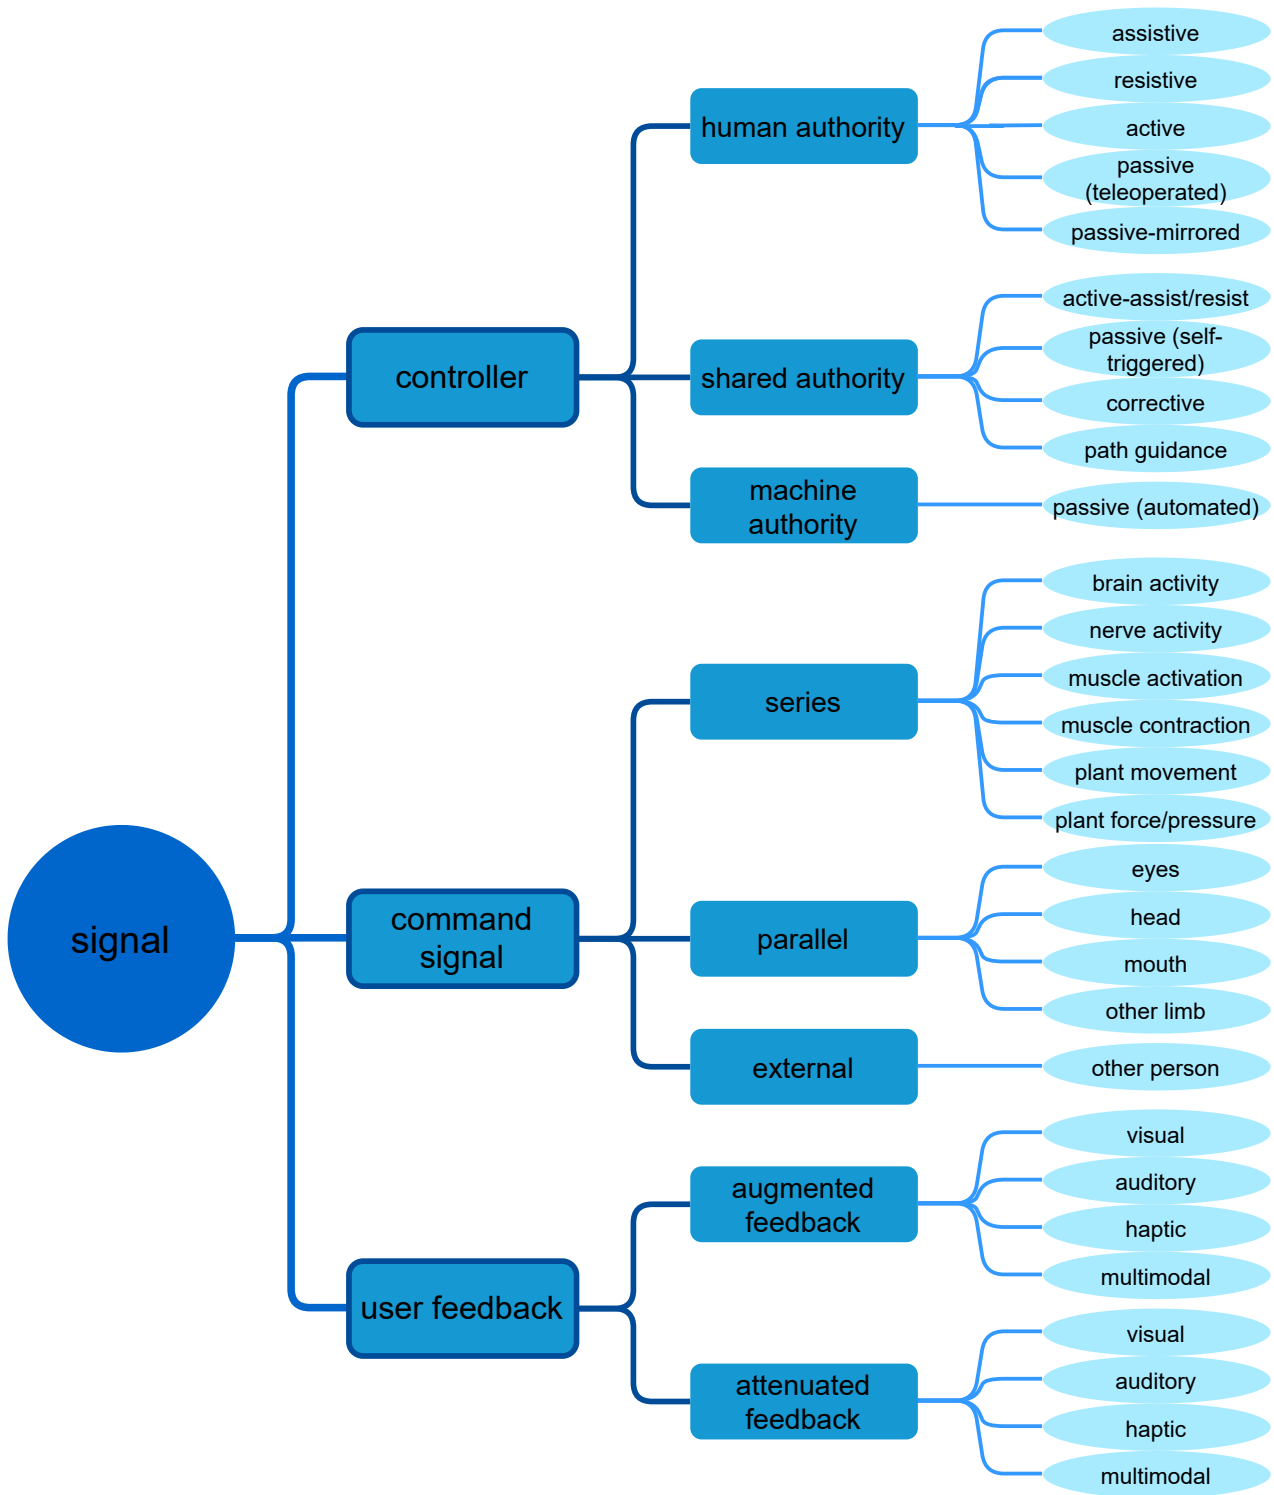 signal
controller
human authority
assistive
resistive
active
passive
(teleoperated)
passive-mirrored
shared authority
active-assist/resist
passive (self-
triggered)
corrective
path guidance
machine
authority
passive (automated)
command
signal
series
brain activity
nerve activity
muscle activation
muscle contraction
plant movement
plant force/pressure
parallel
eyes
head
mouth
other limb
external
other person
user feedback
augmented
feedback
visual
auditory
haptic
multimodal
attenuated
feedback
visual
auditory
haptic
multimodal